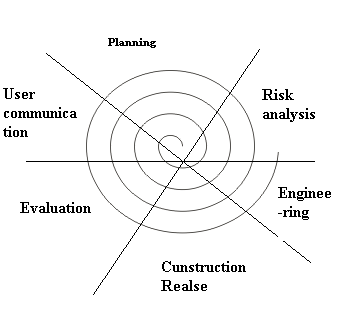 Planning
User
communica
tion
Risk
analysis
Enginee
-ring
Evaluation
Cunstruction
Realse